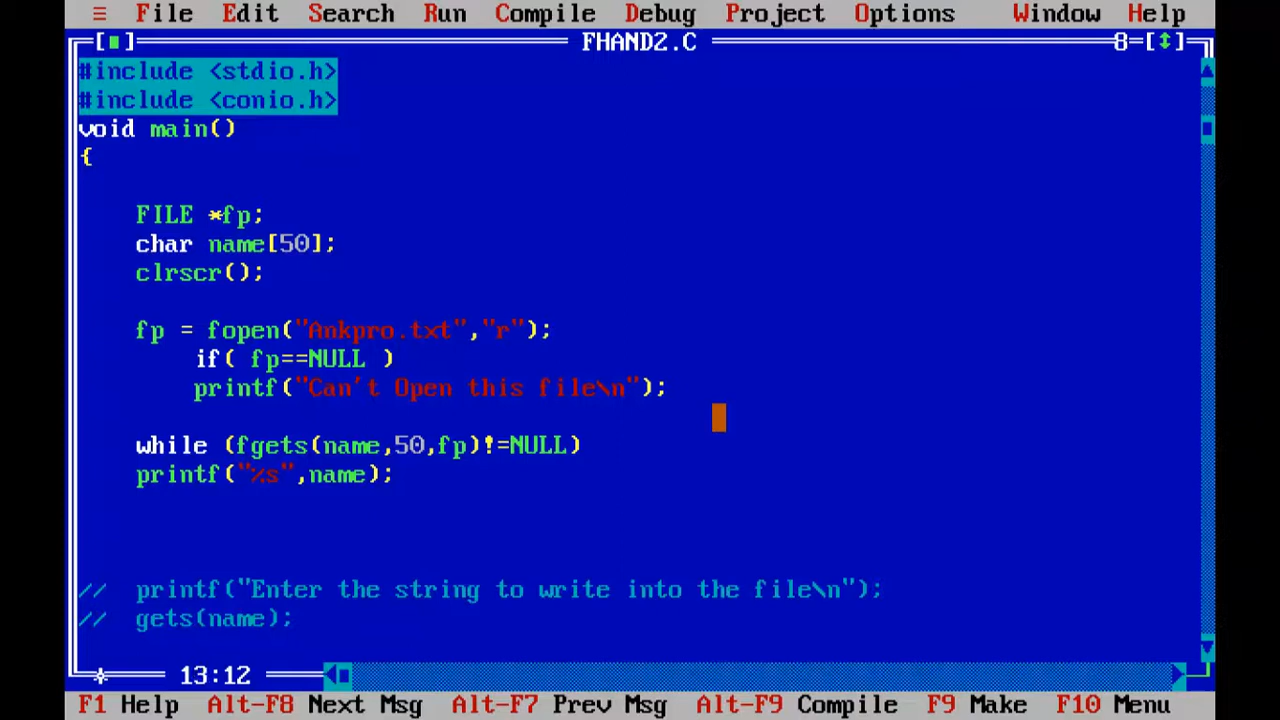 ≡ File Edit Search Run Compile Debug Project Options Window Help
[■] FHAND2.C 8=[↕]
#include <stdio.h>
#include <conio.h>
void main()
{
FILE *fp;
char name[50];
clrscr();
fp = fopen("Ankpro.txt","r");
if( fp==NULL )
printf("Can't Open this file\n");
while (fgets(name,50,fp)!=NULL)
printf("%s",name);
// printf("Enter the string to write into the file\n");
// gets(name);
13:12
F1 Help Alt-F8 Next Msg Alt-F7 Prev Msg Alt-F9 Compile F9 Make F10 Menu